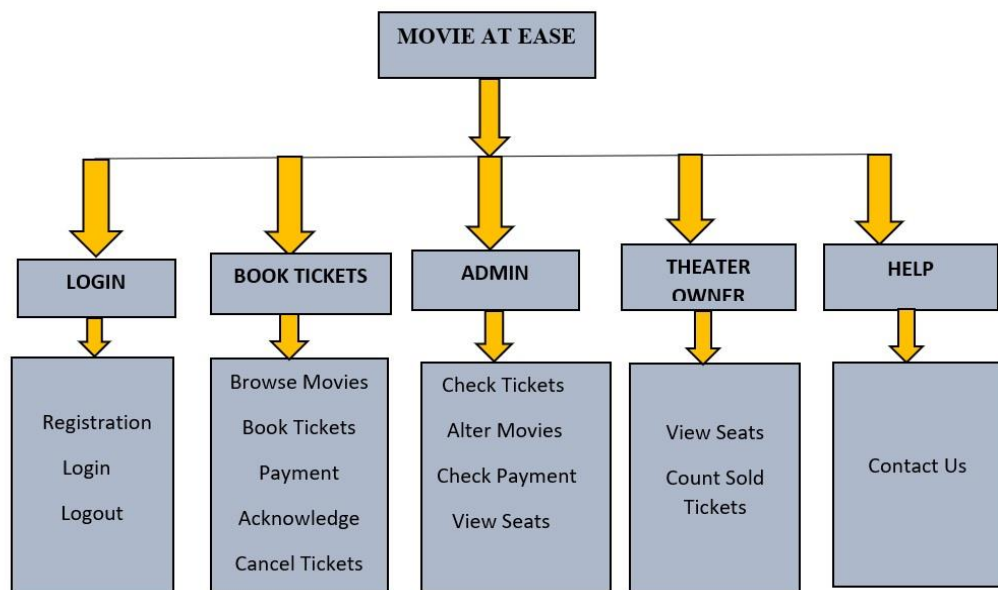 MOVIE AT EASE
LOGIN
BOOK TICKETS
ADMIN
THEATER
OWNER
HELP
Registration
Login
Logout
Browse Movies
Book Tickets
Payment
Acknowledge
Cancel Tickets
Check Tickets
Alter Movies
Check Payment
View Seats
View Seats
Count Sold
Tickets
Contact Us